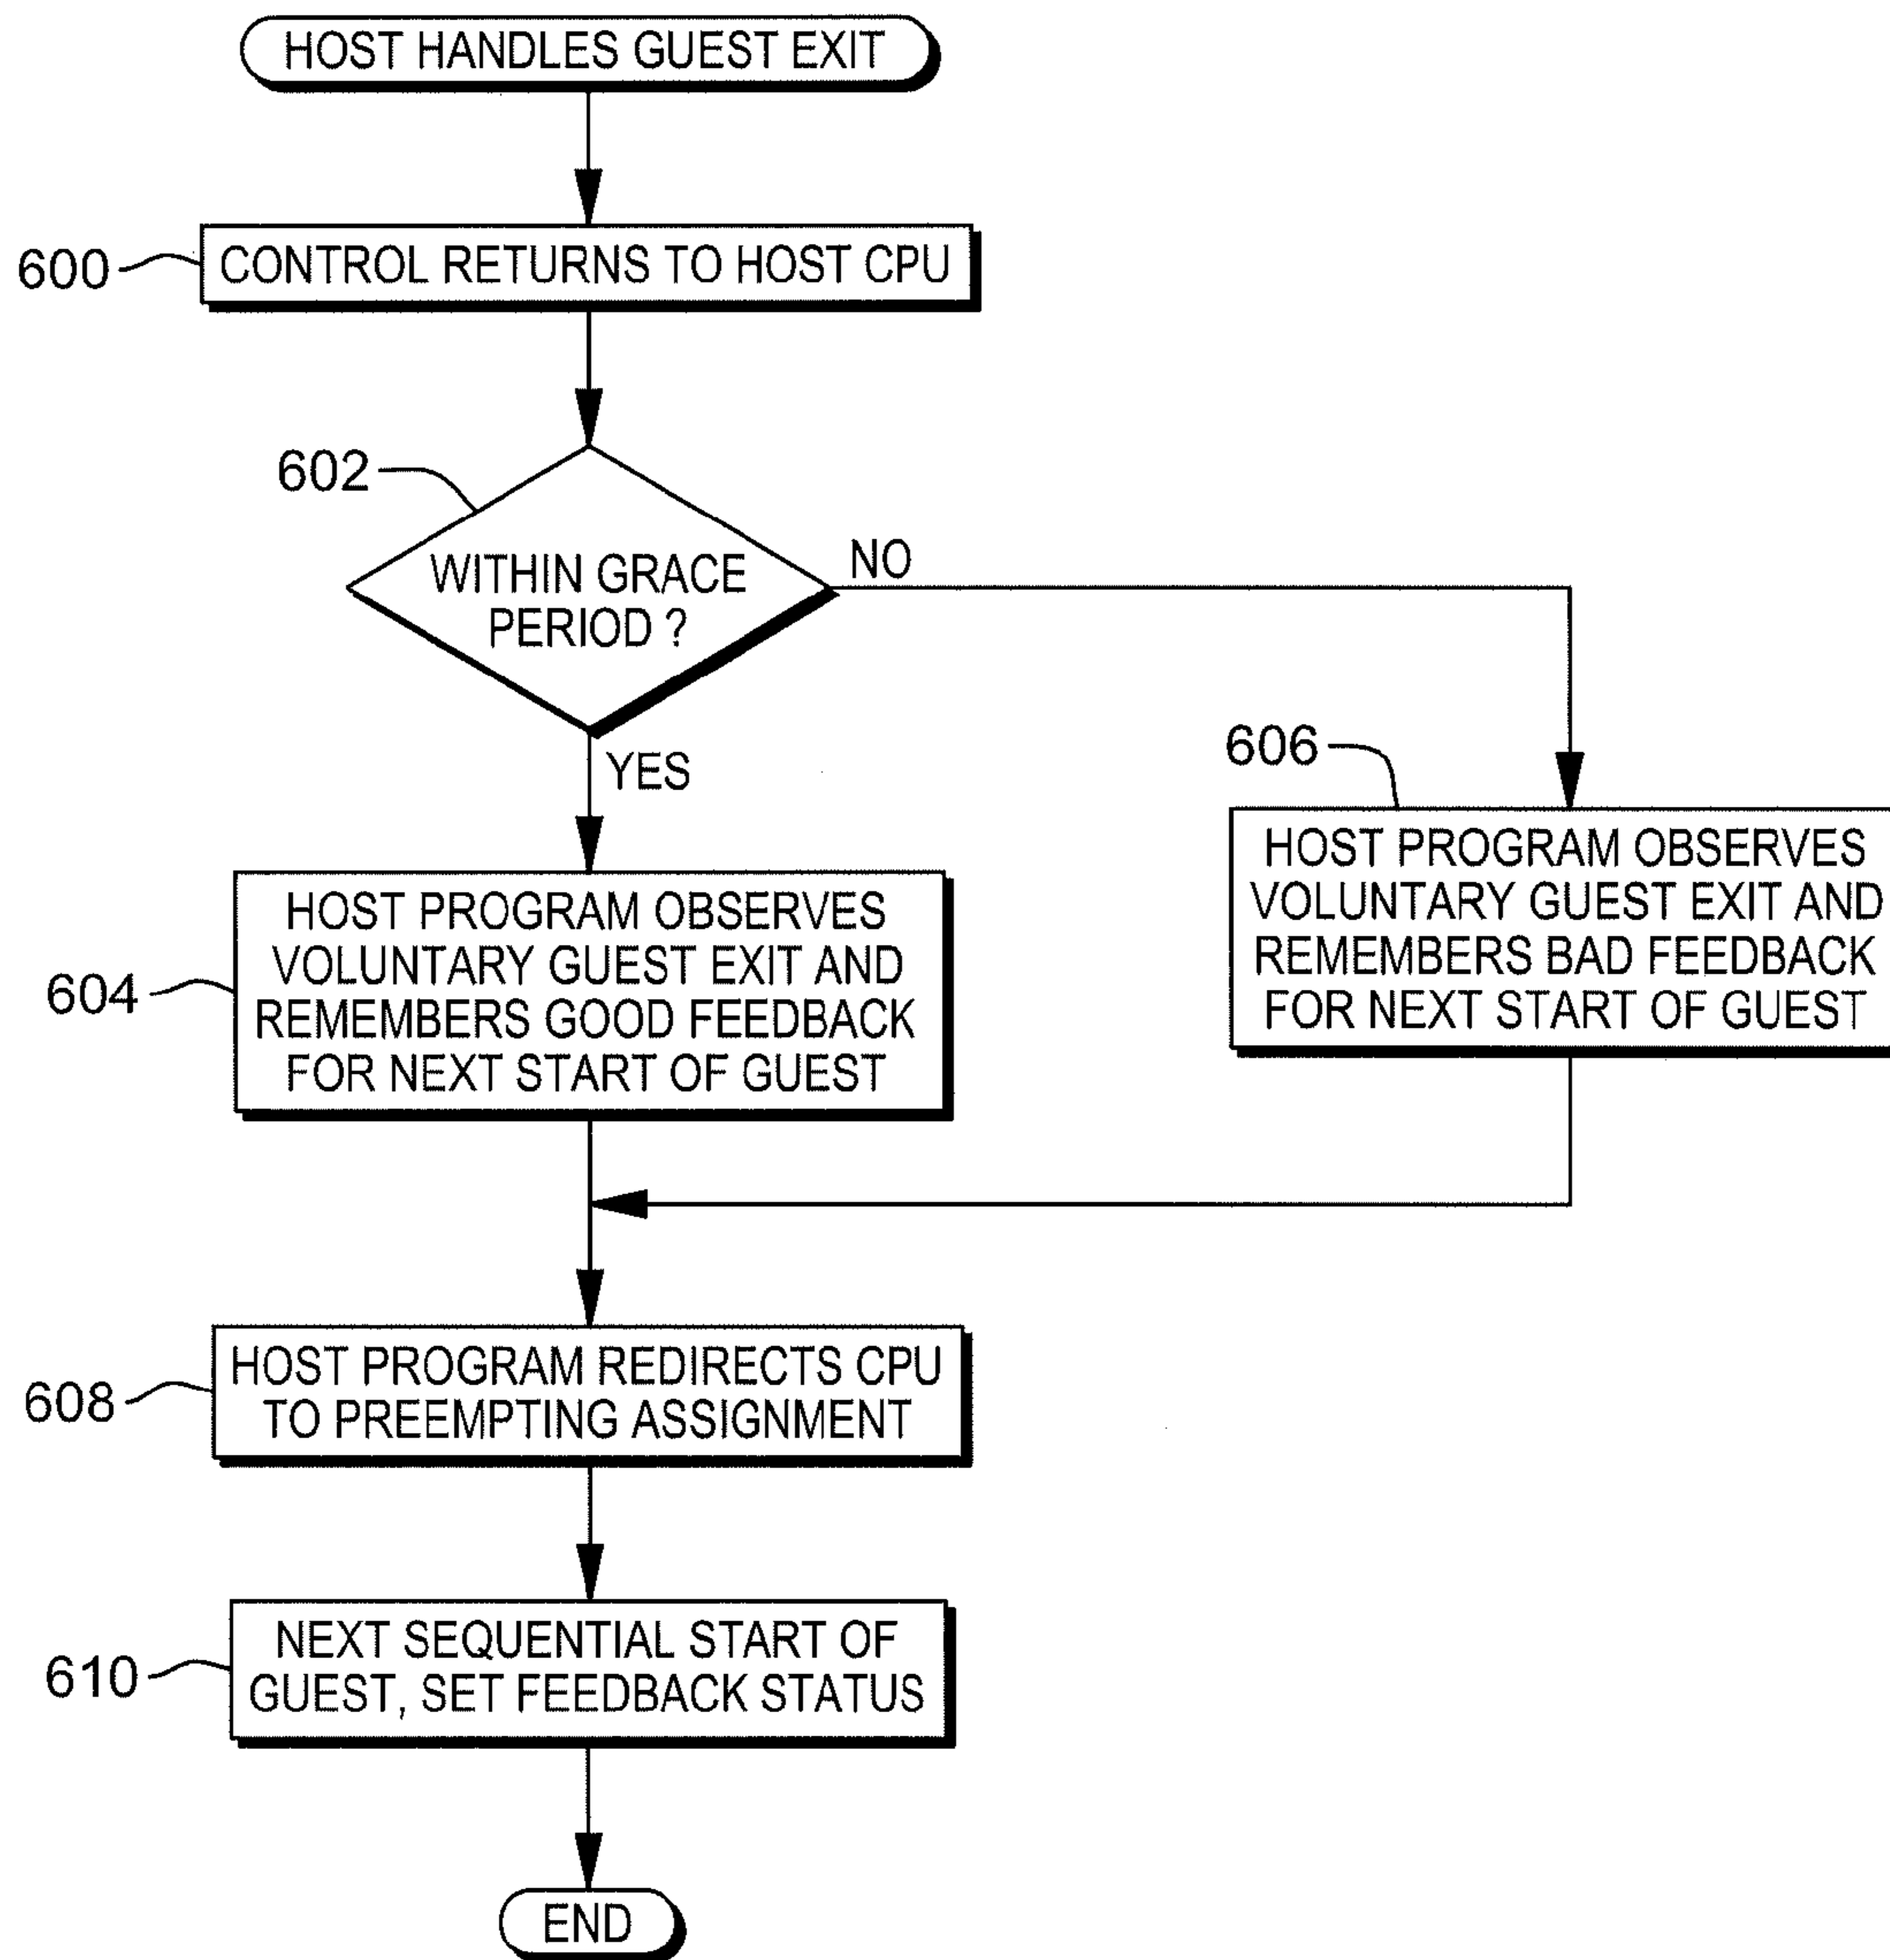 HOST HANDLES GUEST EXIT
600
CONTROL RETURNS TO HOST CPU
602
WITHIN GRACE
PERIOD ?
NO
YES
606
HOST PROGRAM OBSERVES
VOLUNTARY GUEST EXIT AND
REMEMBERS BAD FEEDBACK
FOR NEXT START OF GUEST
604
HOST PROGRAM OBSERVES
VOLUNTARY GUEST EXIT AND
REMEMBERS GOOD FEEDBACK
FOR NEXT START OF GUEST
608
HOST PROGRAM REDIRECTS CPU
TO PREEMPTING ASSIGNMENT
610
NEXT SEQUENTIAL START OF
GUEST, SET FEEDBACK STATUS
END